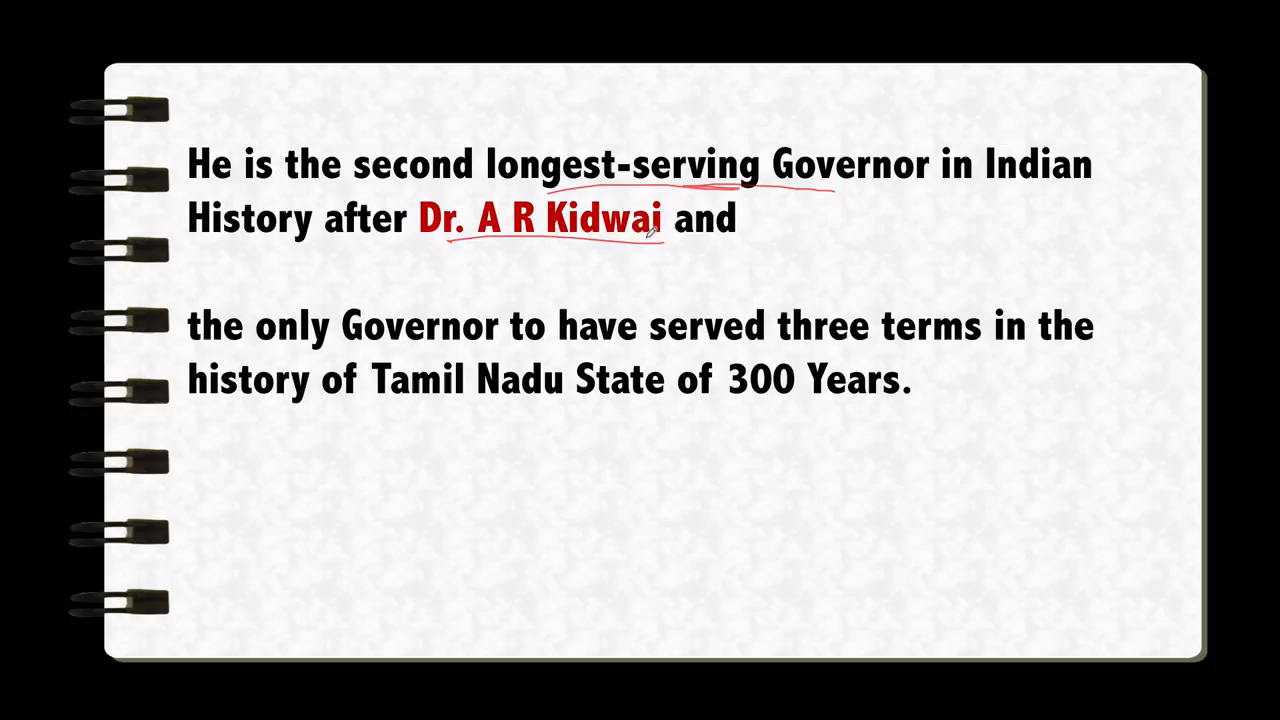 He is the second longest-serving Governor in Indian
History after Dr. A R Kidwai and
the only Governor to have served three terms in the
history of Tamil Nadu State of 300 Years.